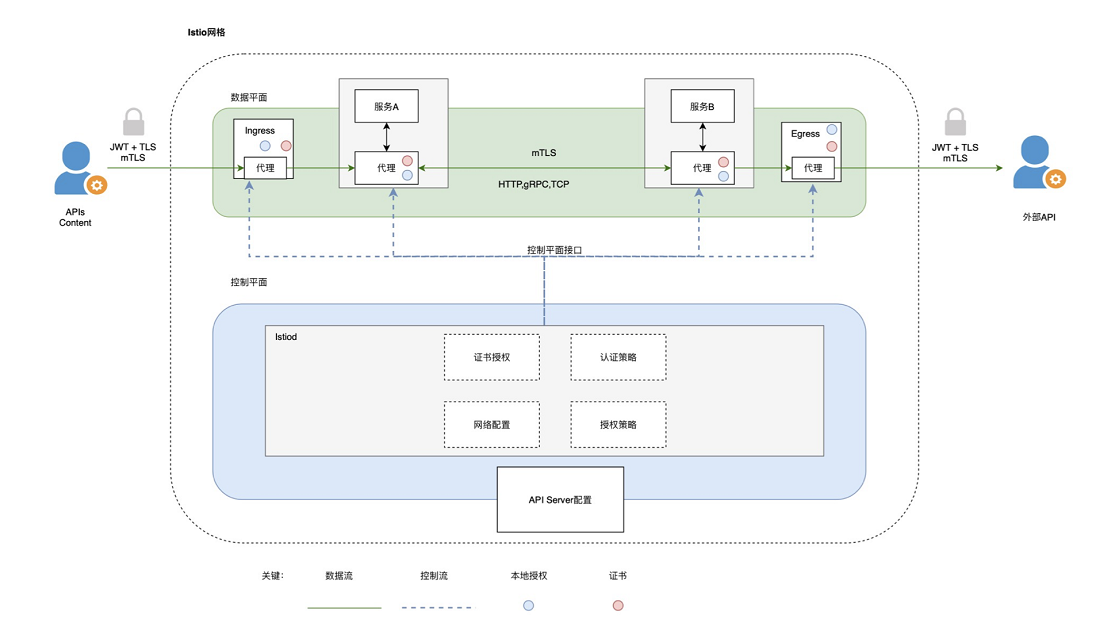 Istio网格
数据平面
服务A
服务B
Ingress
Egress
JWT + TLS
mTLS
JWT + TLS
mTLS
代理
代理
mTLS
代理
代理
HTTP,gRPC,TCP
APIs
Content
外部API
控制平面接口
控制平面
Istiod
证书授权
认证策略
网络配置
授权策略
API Server配置
关键：
数据流
控制流
本地授权
证书